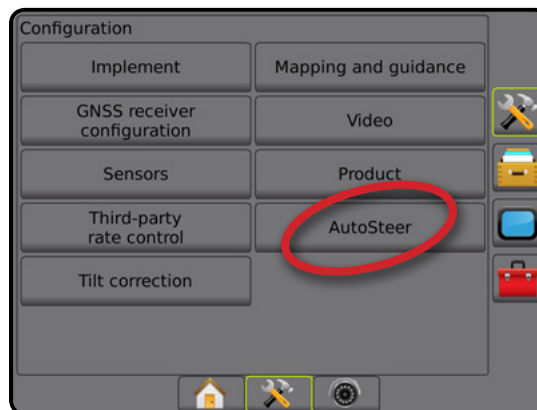 Configuration
Implement
Mapping and guidance
GNSS receiver
configuration
Video
Sensors
Product
Third-party
rate control
AutoSteer
Tilt correction